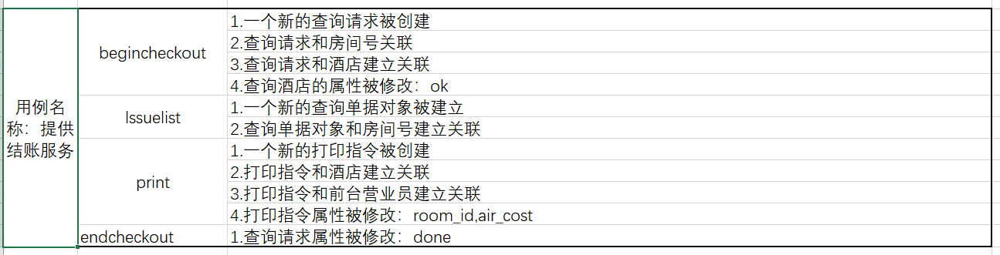 用例名
称：提供
结账服务
begincheckout
1.一个新的查询请求被创建
2.查询请求和房间号关联
3.查询请求和酒店建立关联
4.查询酒店的属性被修改：ok
lssuelist
1.一个新的查询单据对象被建立
2.查询单据对象和房间号建立关联
print
1.一个新的打印指令被创建
2.打印指令和酒店建立关联
3.打印指令和前台营业员建立关联
4.打印指令属性被修改：room_id,air_cost
endcheckout
1.查询请求属性被修改：done